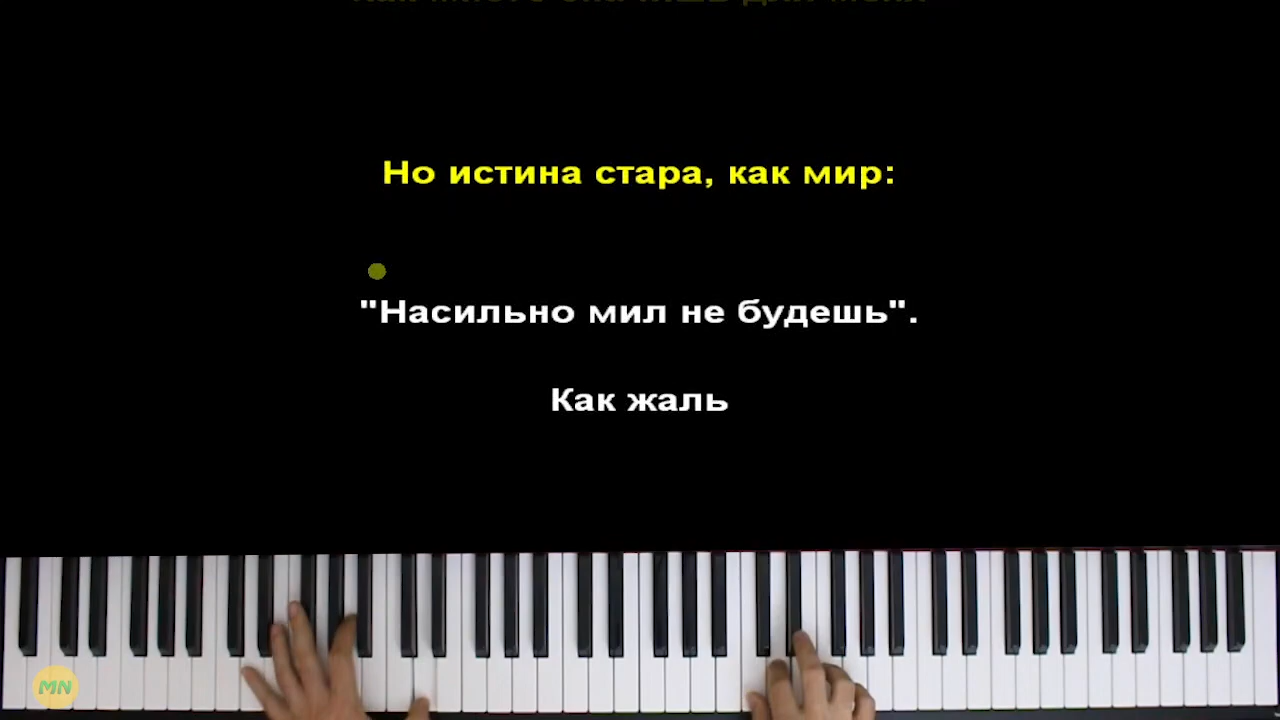 Но истина стара, как мир:
"Насильно мил не будешь".
Как жаль
MN